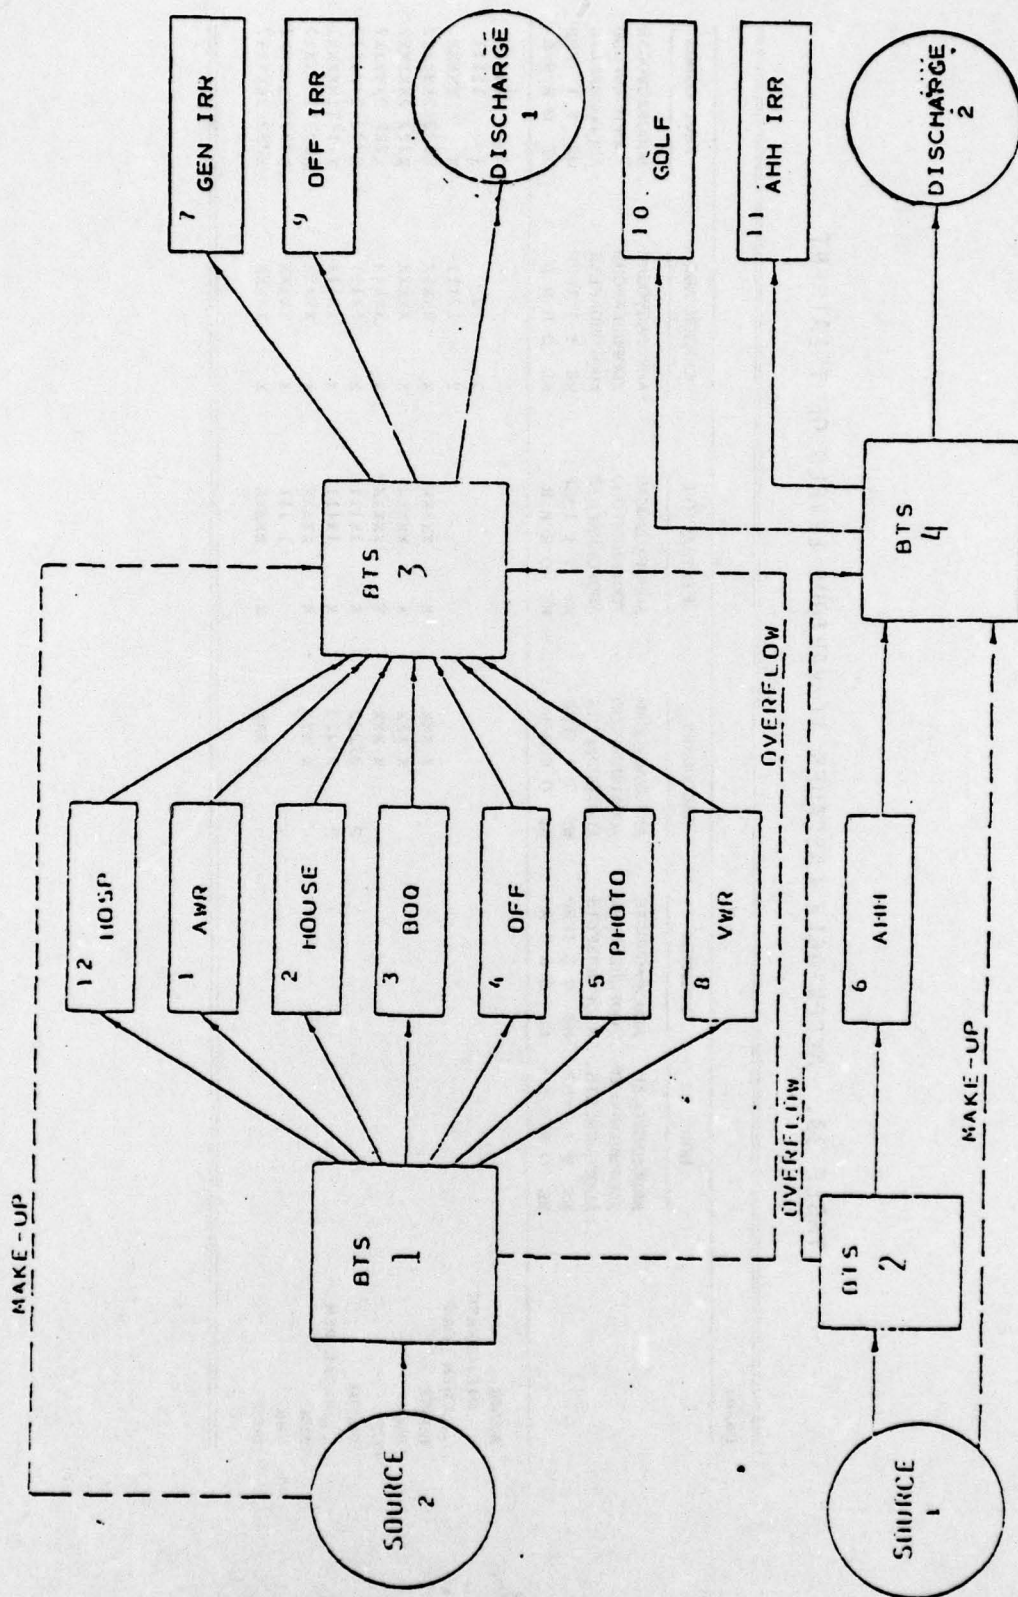 MAKE-UP
SOURCE
2
BTS
1
12
HOSP
1
AWR
2
HOUSE
3
BOQ
4
OFF
5
PHOTO
8
VWR
BTS
3
7
GEN IRR
9
OFF IRR
DISCHARGE
1
OVERFLOW
OVERFLOW
SOURCE
1
BTS
2
6
AHH
MAKE-UP
BTS
4
10
GOLF
11
AHH IRR
DISCHARGE
2